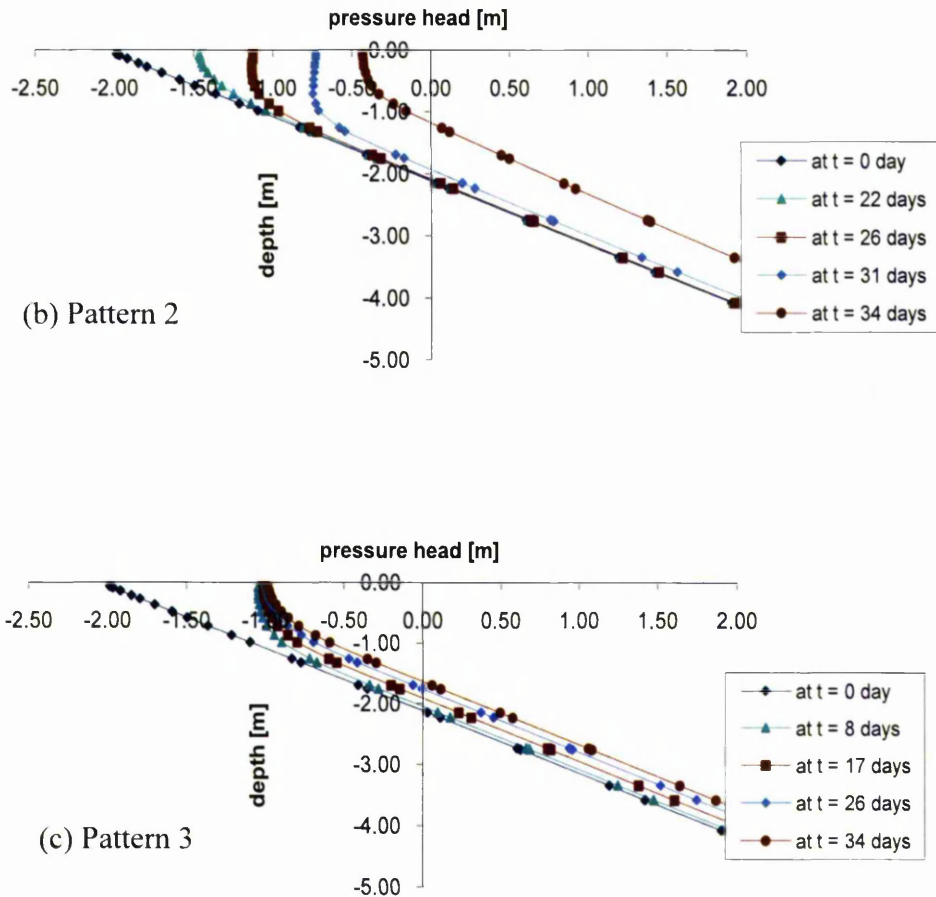 pressure head [m]
0.00
-2.50 -2.00 -1.50 -1.00 -0.50 0.00 0.50 1.00 1.50 2.00
-1.00
-2.00
-3.00
-4.00
-5.00
depth [m]
at t = 0 day
at t = 22 days
at t = 26 days
at t = 31 days
at t = 34 days
(b) Pattern 2
pressure head [m]
0.00
-2.50 -2.00 -1.50 -1.00 -0.50 0.00 0.50 1.00 1.50 2.00
-1.00
-2.00
-3.00
-4.00
-5.00
depth [m]
at t = 0 day
at t = 8 days
at t = 17 days
at t = 26 days
at t = 34 days
(c) Pattern 3